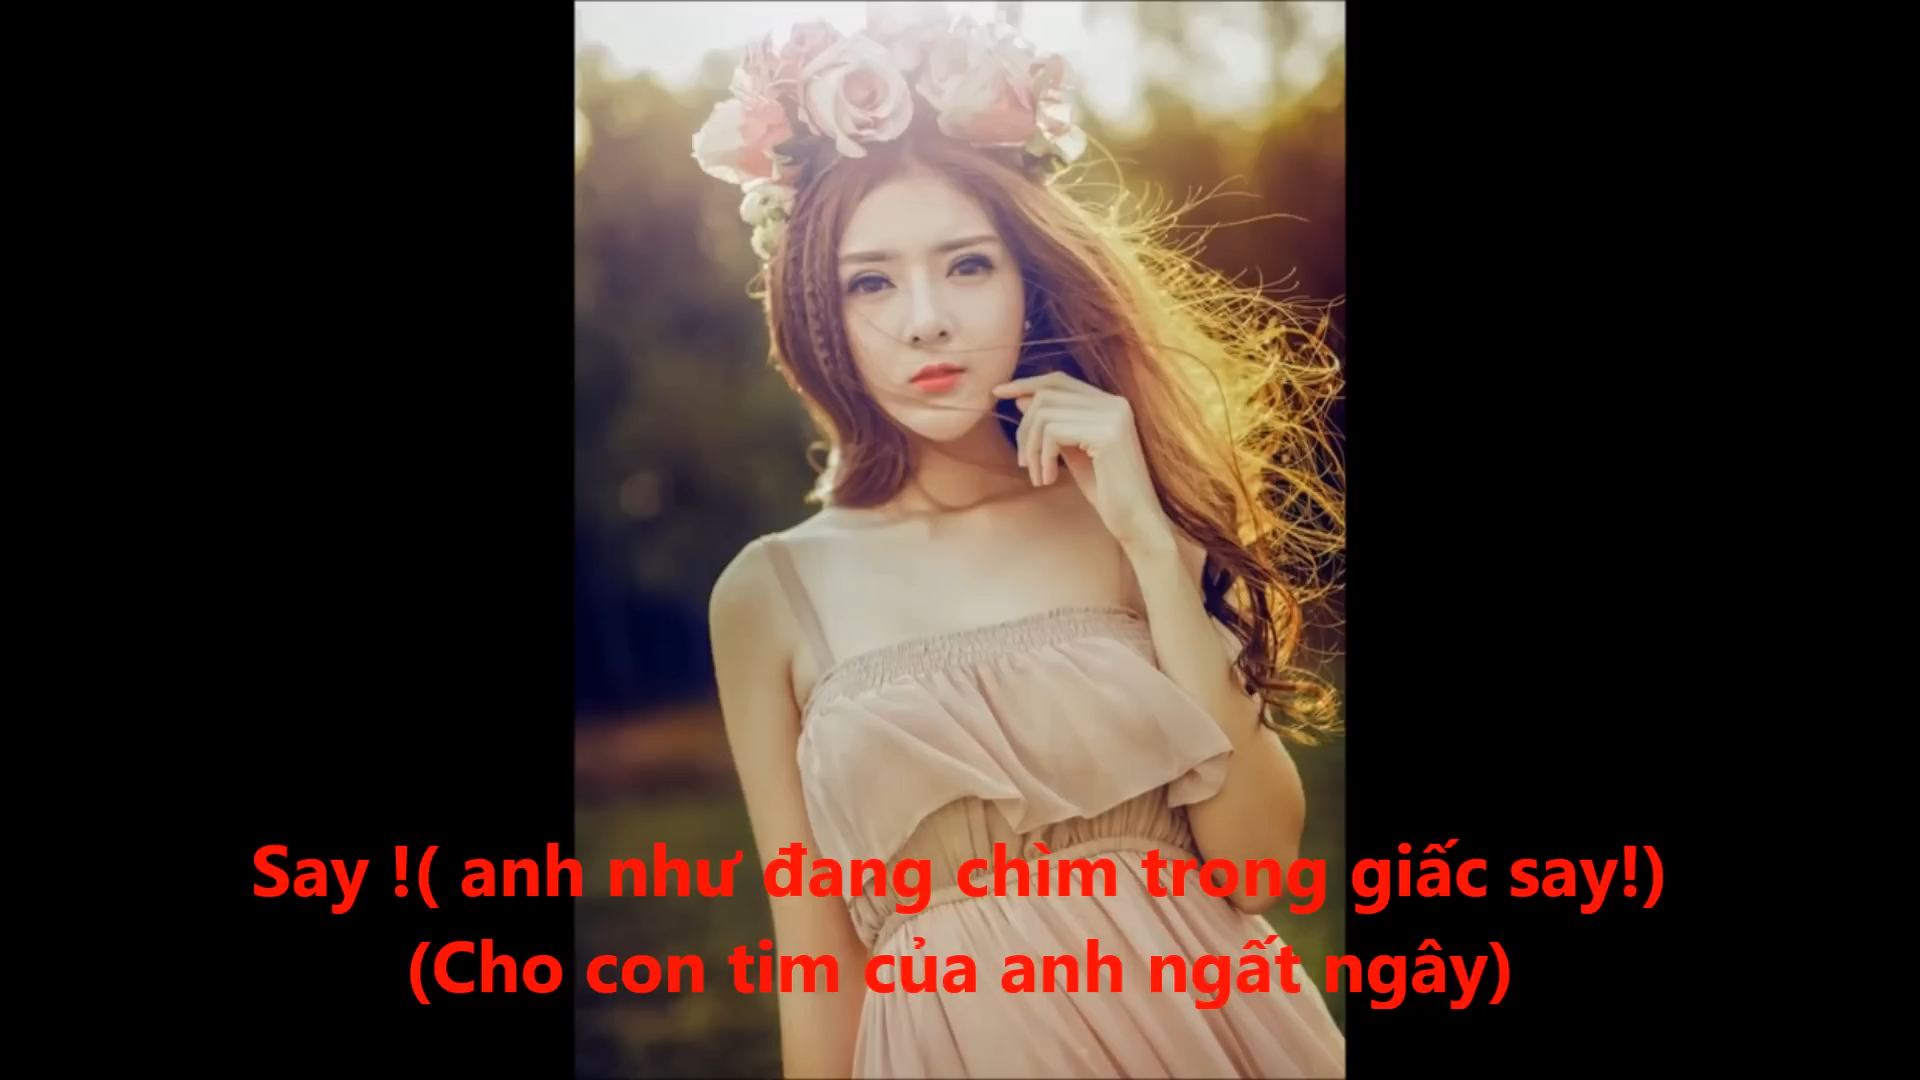 Say !( anh như đang chìm trong giấc say!)
(Cho con tim của anh ngất ngây)